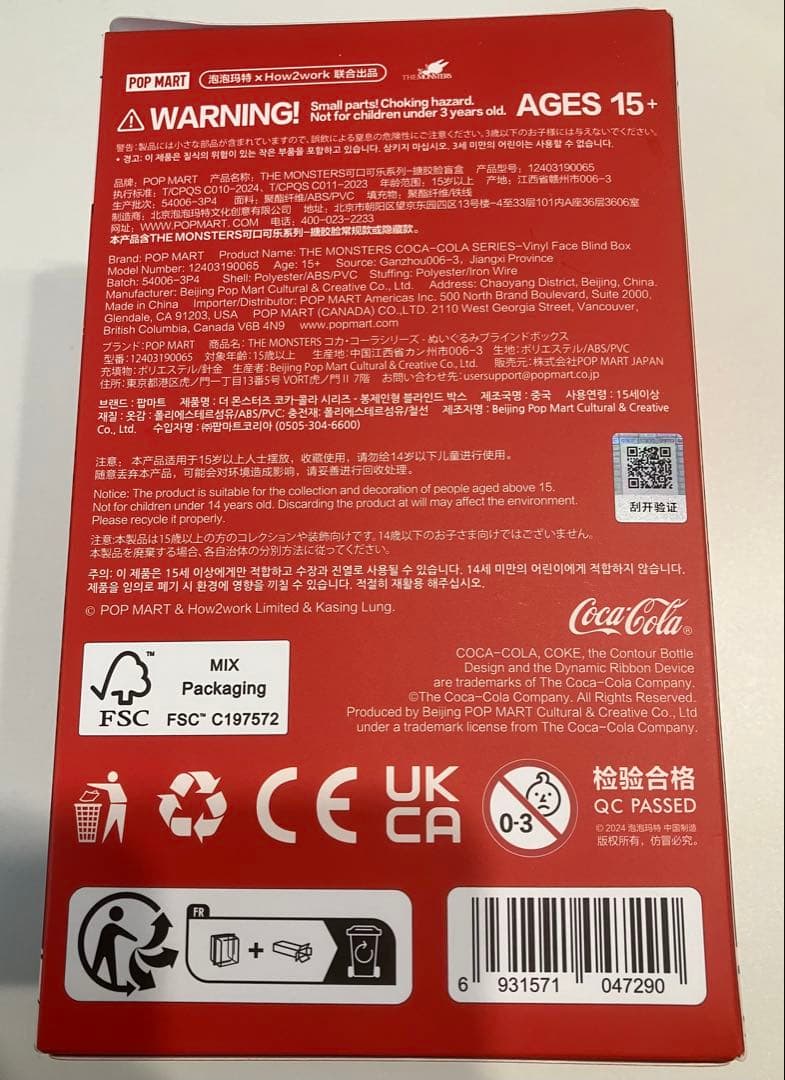 POP MART 泡泡玛特×How2work 联合出品 THE MONSTERS
WARNING! Small parts! Choking hazard. Not for children under 3 years old. AGES 15+
警告:製品には小さな部品が含まれていますので、誤飲による窒息の危険性にご注意ください。3歳以下のお子様には与えないでください。
• 경고: 이 제품은 질식의 위험이 있는 작은 부품을 포함하고 있습니다. 삼키지 마십시오. 3세 미만의 어린이는 사용할 수 없습니다.
品牌: POP MART 产品名称: THE MONSTERS可口可乐系列-搪胶脸盲盒 产品型号: 12403190065
执行标准: T/CPQS C010-2024、T/CPQS C011-2023 年龄范围: 15岁以上 产地: 江西省赣州市006-3
生产批次: 54006-3P4 面料: 聚酯纤维/ABS/PVC 填充物: 聚酯纤维/铁线
制造商: 北京泡泡玛特文化创意有限公司 地址: 北京市朝阳区望京东园四区13号楼-4至33层101内A座36层3606室
网址: WWW.POPMART. COM 电话: 400-023-2233
本产品含THE MONSTERS可口可乐系列-搪胶脸常规款或隐藏款。
Brand: POP MART Product Name: THE MONSTERS COCA-COLA SERIES-Vinyl Face Blind Box
Model Number: 12403190065 Age: 15+ Source: Ganzhou006-3, Jiangxi Province
Batch: 54006-3P4 Shell: Polyester/ABS/PVC Stuffing: Polyester/Iron Wire
Manufacturer: Beijing Pop Mart Cultural & Creative Co., Ltd. Address: Chaoyang District, Beijing, China.
Made in China Importer/Distributor: POP MART Americas Inc. 500 North Brand Boulevard, Suite 2000,
Glendale, CA 91203, USA POP MART (CANADA) CO.,LTD. 2110 West Georgia Street, Vancouver,
British Columbia, Canada V6B 4N9 www.popmart.com
ブランド:POP MART 商品名: THE MONSTERS コカ・コーラシリーズ - ぬいぐるみブラインドボックス
型番:12403190065 対象年齢:15歳以上 生産地:中国江西省カン州市006-3 生地:ポリエステル/ABS/PVC
充填物:ポリエステル/針金 生産者:Beijing Pop Mart Cultural & Creative Co., Ltd. 販売元:株式会社POP MART JAPAN
住所:東京都港区虎ノ門一丁目13番5号 VORT虎ノ門Ⅱ 7階 お問い合わせ先:usersupport@popmart.co.jp
브랜드 : 팝마트 제품명: 더 몬스터즈 코카-콜라 시리즈 - 봉제인형 블라인드 박스 제조국명 : 중국 사용연령 : 15세이상
재질 : 옷감 : 폴리에스테르섬유/ABS/PVC; 충전재: 폴리에스테르섬유/철선 제조자명 : Beijing Pop Mart Cultural & Creative
Co., Ltd. 수입자명 : ㈜팝마트코리아 (0505-304-6600)
刮开验证
注意: 本产品适用于15岁以上人士摆放，收藏使用，请勿给14岁以下儿童进行使用。
随意丢弃本产品，可能会对环境造成影响，请妥善进行回收处理。
Notice: The product is suitable for the collection and decoration of people aged above 15.
Not for children under 14 years old. Discarding the product at will may affect the environment.
Please recycle it properly.
注意:本製品は15歳以上の方のコレクションや装飾向けです。14歳以下のお子さま向けではございません。
本製品を廃棄する場合、各自治体の分別方法に従ってください。
주의: 이 제품은 15세 이상에게만 적합하고 수장과 진열로 사용될 수 있습니다. 14세 미만의 어린이에게 적합하지 않습니다.
제품을 임의로 폐기 시 환경에 영향을 끼칠 수 있습니다. 적절히 재활용 해주십시오.
© POP MART & How2work Limited & Kasing Lung.
Coca-Cola®
COCA-COLA, COKE, the Contour Bottle
Design and the Dynamic Ribbon Device
are trademarks of The Coca-Cola Company.
©The Coca-Cola Company. All Rights Reserved.
Produced by Beijing POP MART Cultural & Creative Co., Ltd
under a trademark license from The Coca-Cola Company.
™
FSC
MIX
Packaging
FSC™ C197572
CE
UK
CA
0-3
检验合格
QC PASSED
© 2024 泡泡玛特 中国制造
版权所有，仿冒必究。
FR
+
6 931571 047290